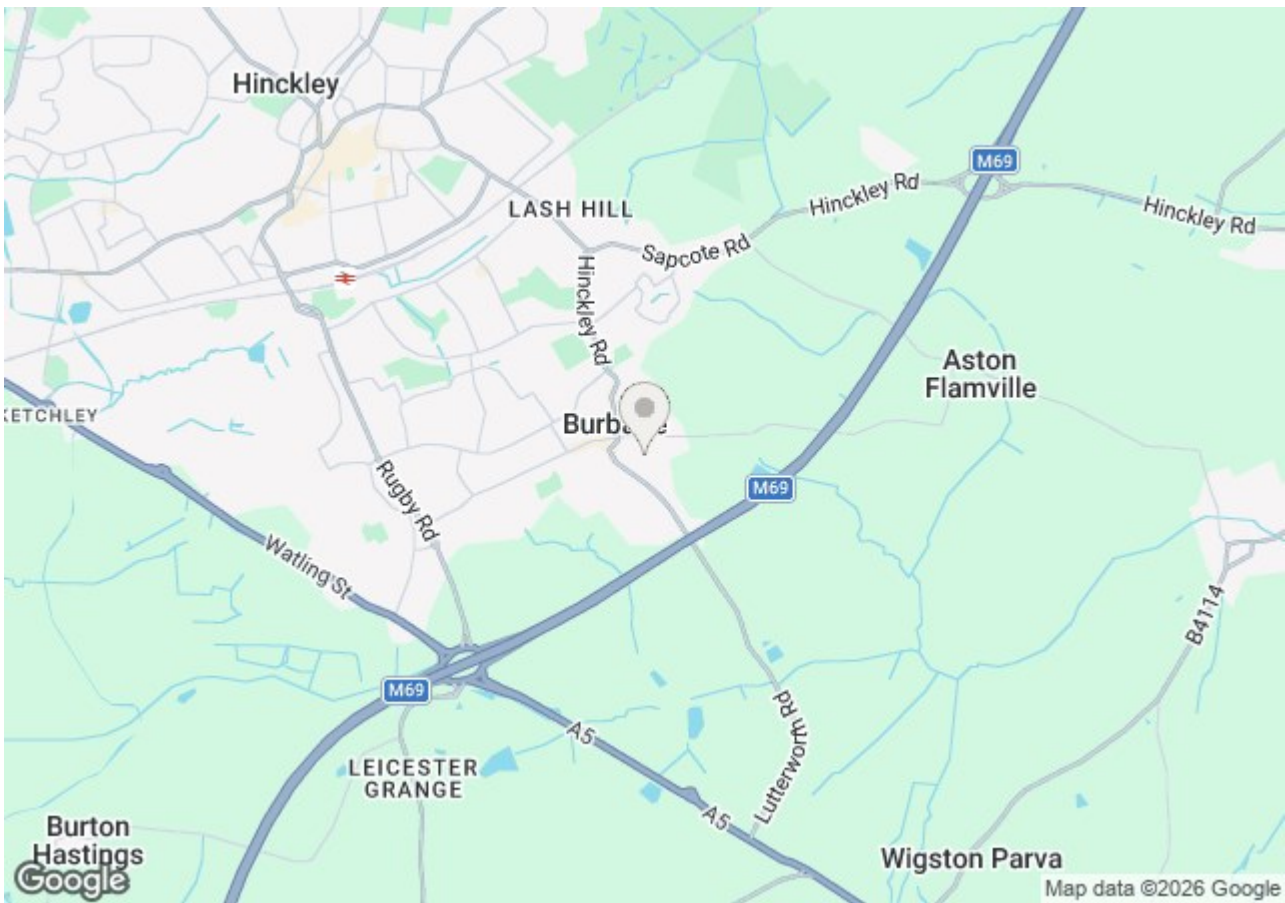 Hinckley
M69
Hinckley Rd
Hinckley Rd
LASH HILL
Sapcote Rd
Hinckley Rd
Aston
Flamville
KETCHLEY
Rugby Rd
M69
Watling St
B4114
M69
A5
Lutterworth Rd
LEICESTER
GRANGE
A5
Burton
Hastings
Wigston Parva
Google
Map data ©2026 Google